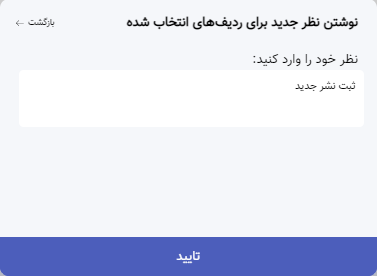 نوشتن نظر جدید برای ردیف‌های انتخاب شده
بازگشت ←
نظر خود را وارد کنید:
ثبت نشر جدید
تایید